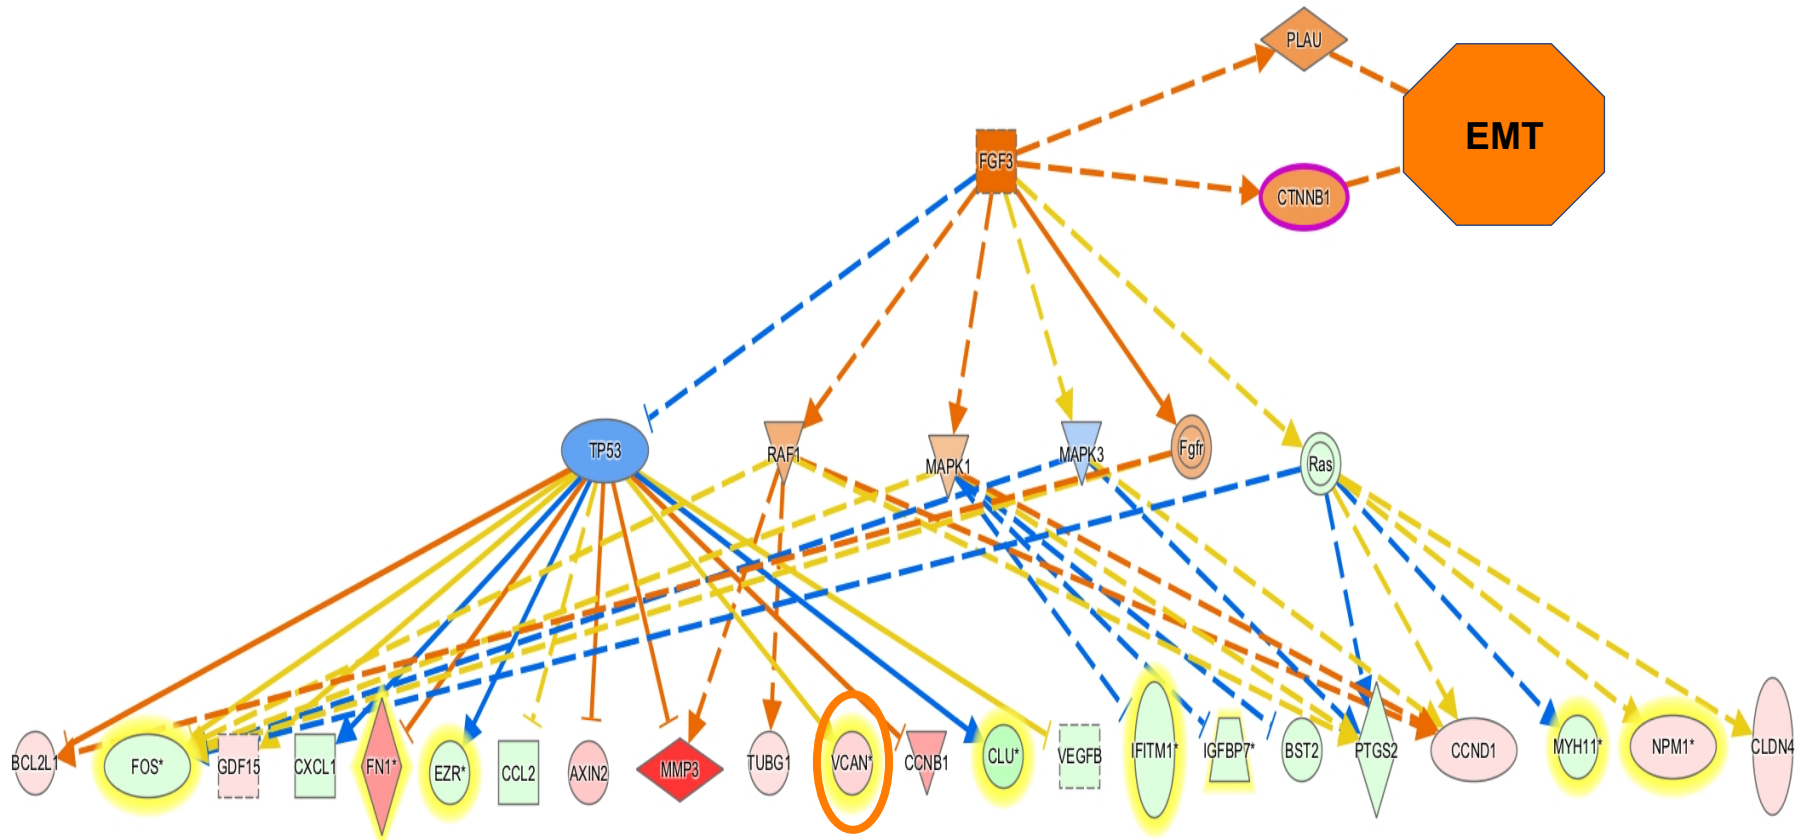 PLAU
EMT
FGF3
CTNNB1
TP53
RAF1
MAPK1
MAPK3
Fgfr
Ras
BCL2L1
FOS*
GDF15
CXCL1
FN1*
EZR*
CCL2
AXIN2
MMP3
TUBG1
VCAN*
CCNB1
CLU*
VEGFB
IFITM1*
IGFBP7*
BST2
PTGS2
CCND1
MYH11*
NPM1*
CLDN4